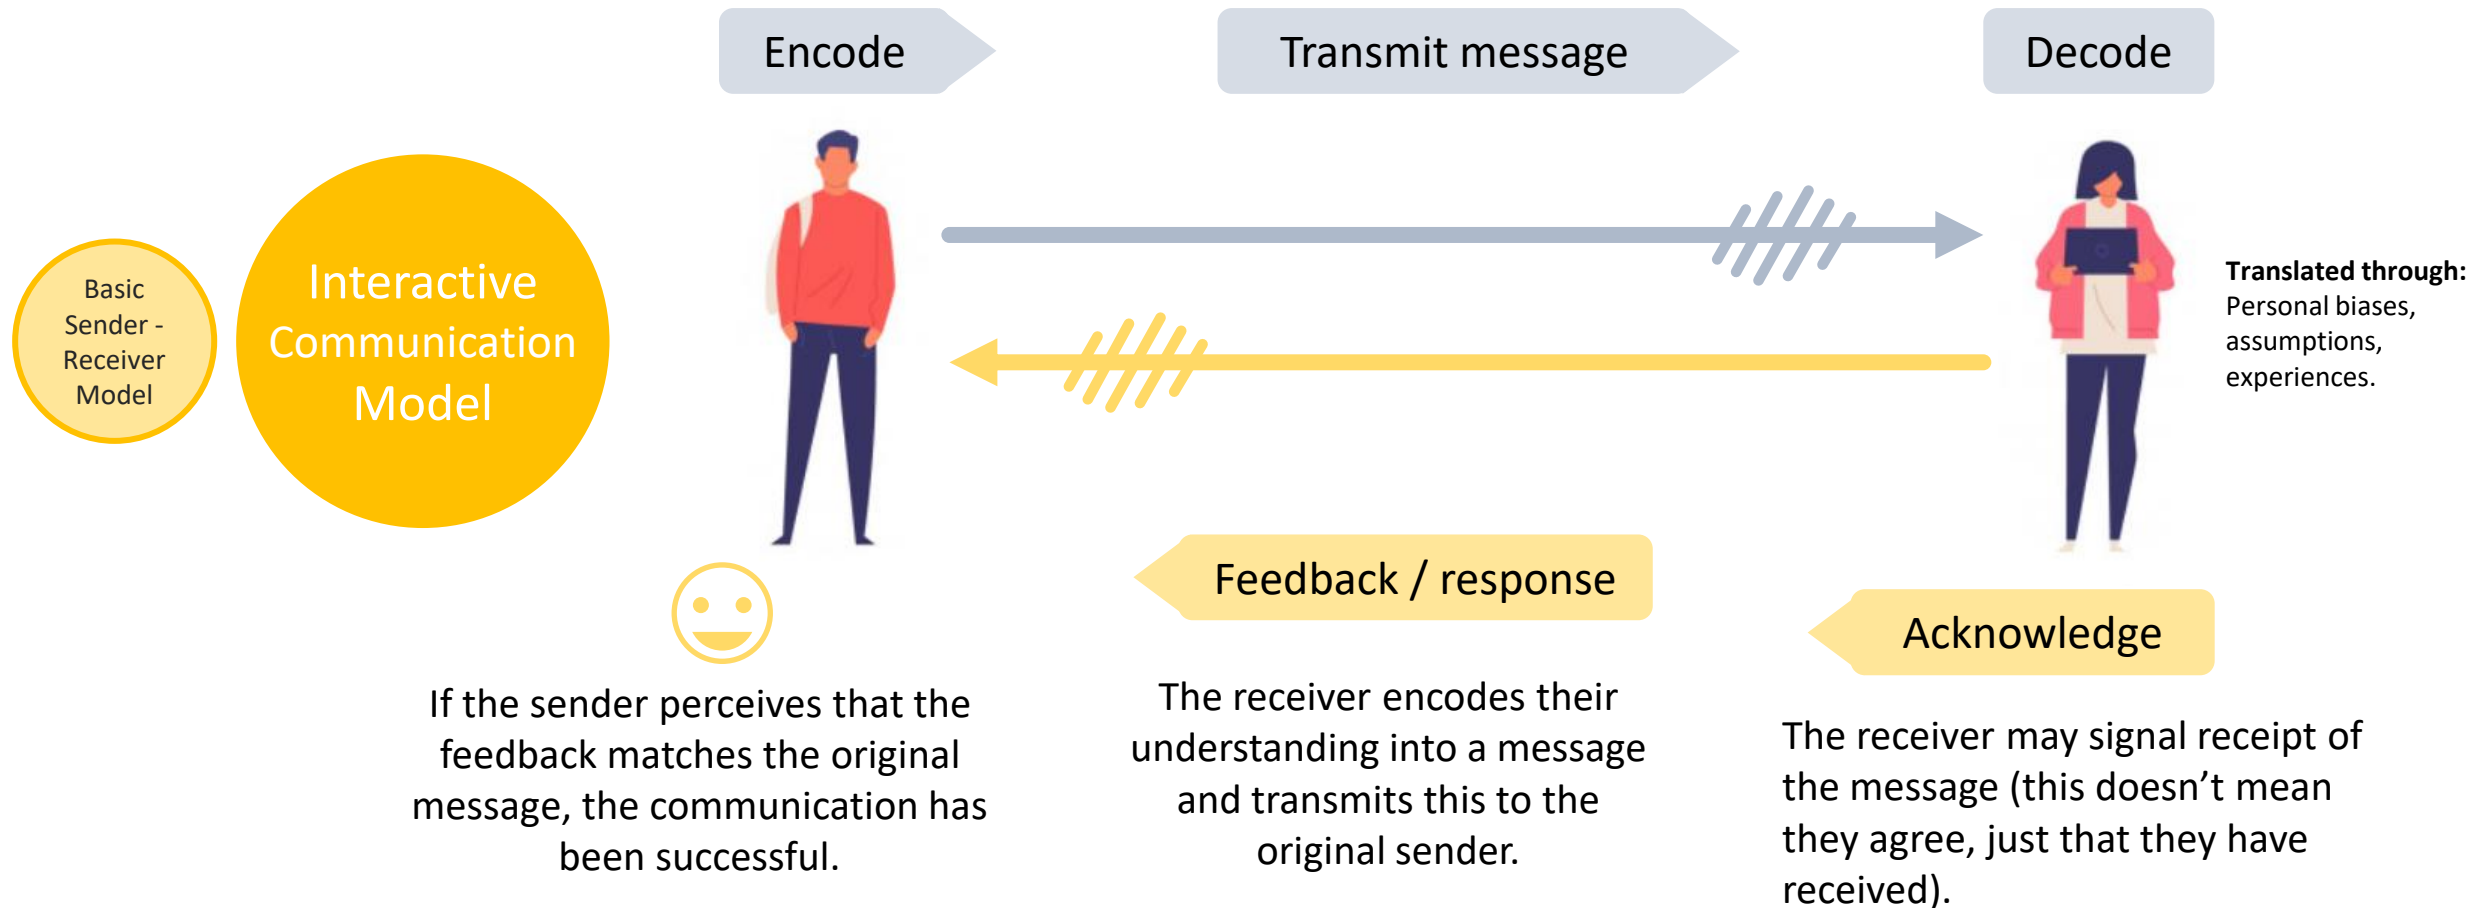 Encode
Transmit message
Decode
Basic
Sender -
Receiver
Model
Interactive
Communication
Model
Translated through:
Personal biases,
assumptions,
experiences.
If the sender perceives that the
feedback matches the original
message, the communication has
been successful.
Feedback / response
The receiver encodes their
understanding into a message
and transmits this to the
original sender.
Acknowledge
The receiver may signal receipt of
the message (this doesn’t mean
they agree, just that they have
received).